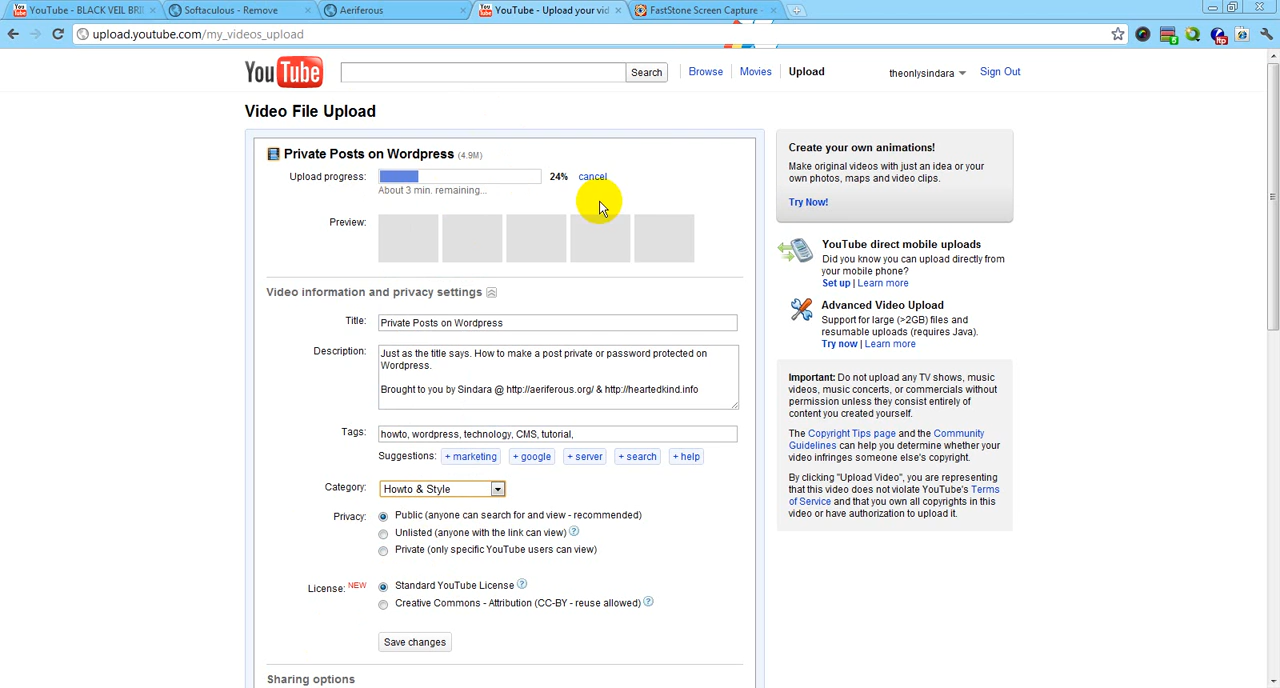 YouTube - BLACK VEIL BRI
Softaculous - Remove
Aeriferous
YouTube - Upload your vid
FastStone Screen Capture -
upload.youtube.com/my_videos_upload
YouTube
Search
Browse
Movies
Upload
theonlysindara
Sign Out
Video File Upload
Private Posts on Wordpress (4.9M)
Upload progress: 24% cancel
About 3 min. remaining...
Preview:
Video information and privacy settings
Title: Private Posts on Wordpress
Description: Just as the title says. How to make a post private or password protected on
Wordpress.
Brought to you by Sindara @ http://aeriferous.org/ & http://heartedkind.info
Tags: howto, wordpress, technology, CMS, tutorial,
Suggestions: + marketing + google + server + search + help
Category: Howto & Style
Privacy: Public (anyone can search for and view - recommended)
Unlisted (anyone with the link can view) ?
Private (only specific YouTube users can view)
License: NEW Standard YouTube License ?
Creative Commons - Attribution (CC-BY - reuse allowed) ?
Save changes
Sharing options
Create your own animations!
Make original videos with just an idea or your
own photos, maps and video clips.
Try Now!
YouTube direct mobile uploads
Did you know you can upload directly from
your mobile phone?
Set up | Learn more
Advanced Video Upload
Support for large (>2GB) files and
resumable uploads (requires Java).
Try now | Learn more
Important: Do not upload any TV shows, music
videos, music concerts, or commercials without
permission unless they consist entirely of
content you created yourself.
The Copyright Tips page and the Community
Guidelines can help you determine whether your
video infringes someone else's copyright.
By clicking "Upload Video", you are representing
that this video does not violate YouTube's Terms
of Service and that you own all copyrights in this
video or have authorization to upload it.